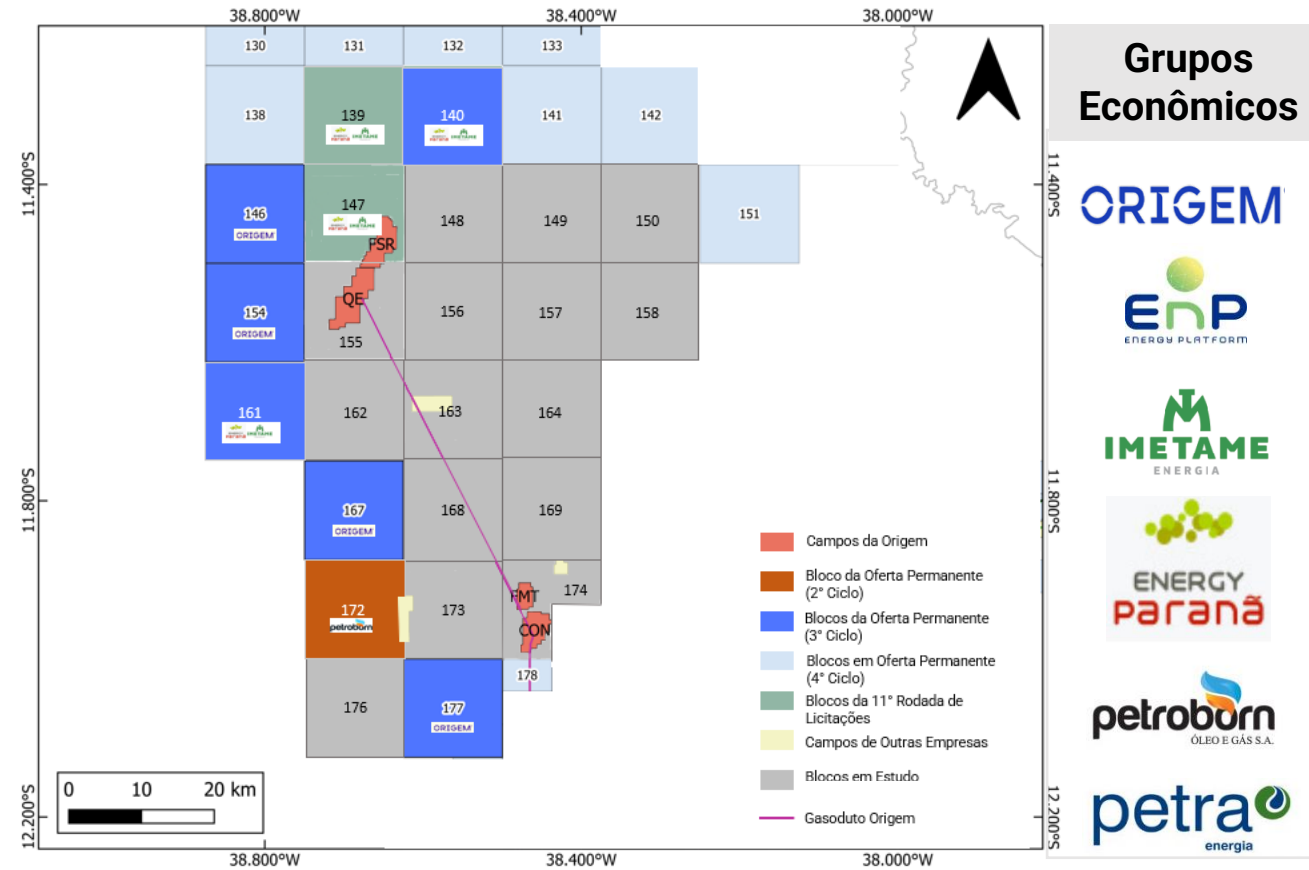 38.800°W
38.400°W
38.000°W
Grupos
Econômicos
130
131
132
133
138
139
140
141
142
ENERGY
paranã
IMETAME
11.400°S
11.400°S
146
ORIGEM
147
148
149
150
151
FSR
ORIGEM
QE
154
ORIGEM
155
156
157
158
EnP
ENERGY PLATFORM
161
162
163
164
IMETAME
ENERGIA
11.800°S
11.800°S
167
ORIGEM
168
169
Campos da Origem
Bloco da Oferta Permanente
(2° Ciclo)
Blocos da Oferta Permanente
(3° Ciclo)
Blocos em Oferta Permanente
(4° Ciclo)
Blocos da 11° Rodada de
Licitações
Campos de Outras Empresas
Blocos em Estudo
Gasoduto Origem
ENERGY
paranã
172
petroborn
173
174
FMT
CON
176
177
ORIGEM
178
petroborn
ÓLEO E GÁS S.A.
0 10 20 km
12.200°S
12.200°S
petra
energia
38.800°W
38.400°W
38.000°W